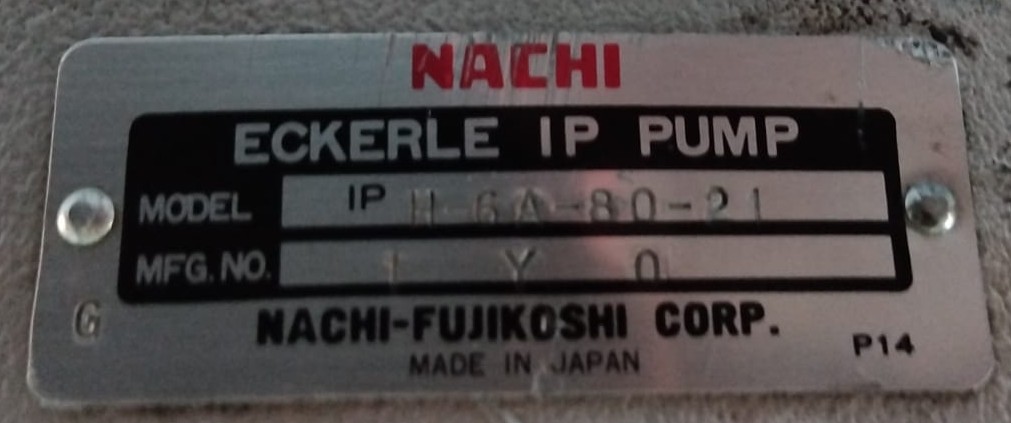 NACHI
ECKERLE IP PUMP
MODEL IP H-6A-80-21
MFG. NO. 1 Y 0
G
NACHI-FUJIKOSHI CORP.
MADE IN JAPAN
P14